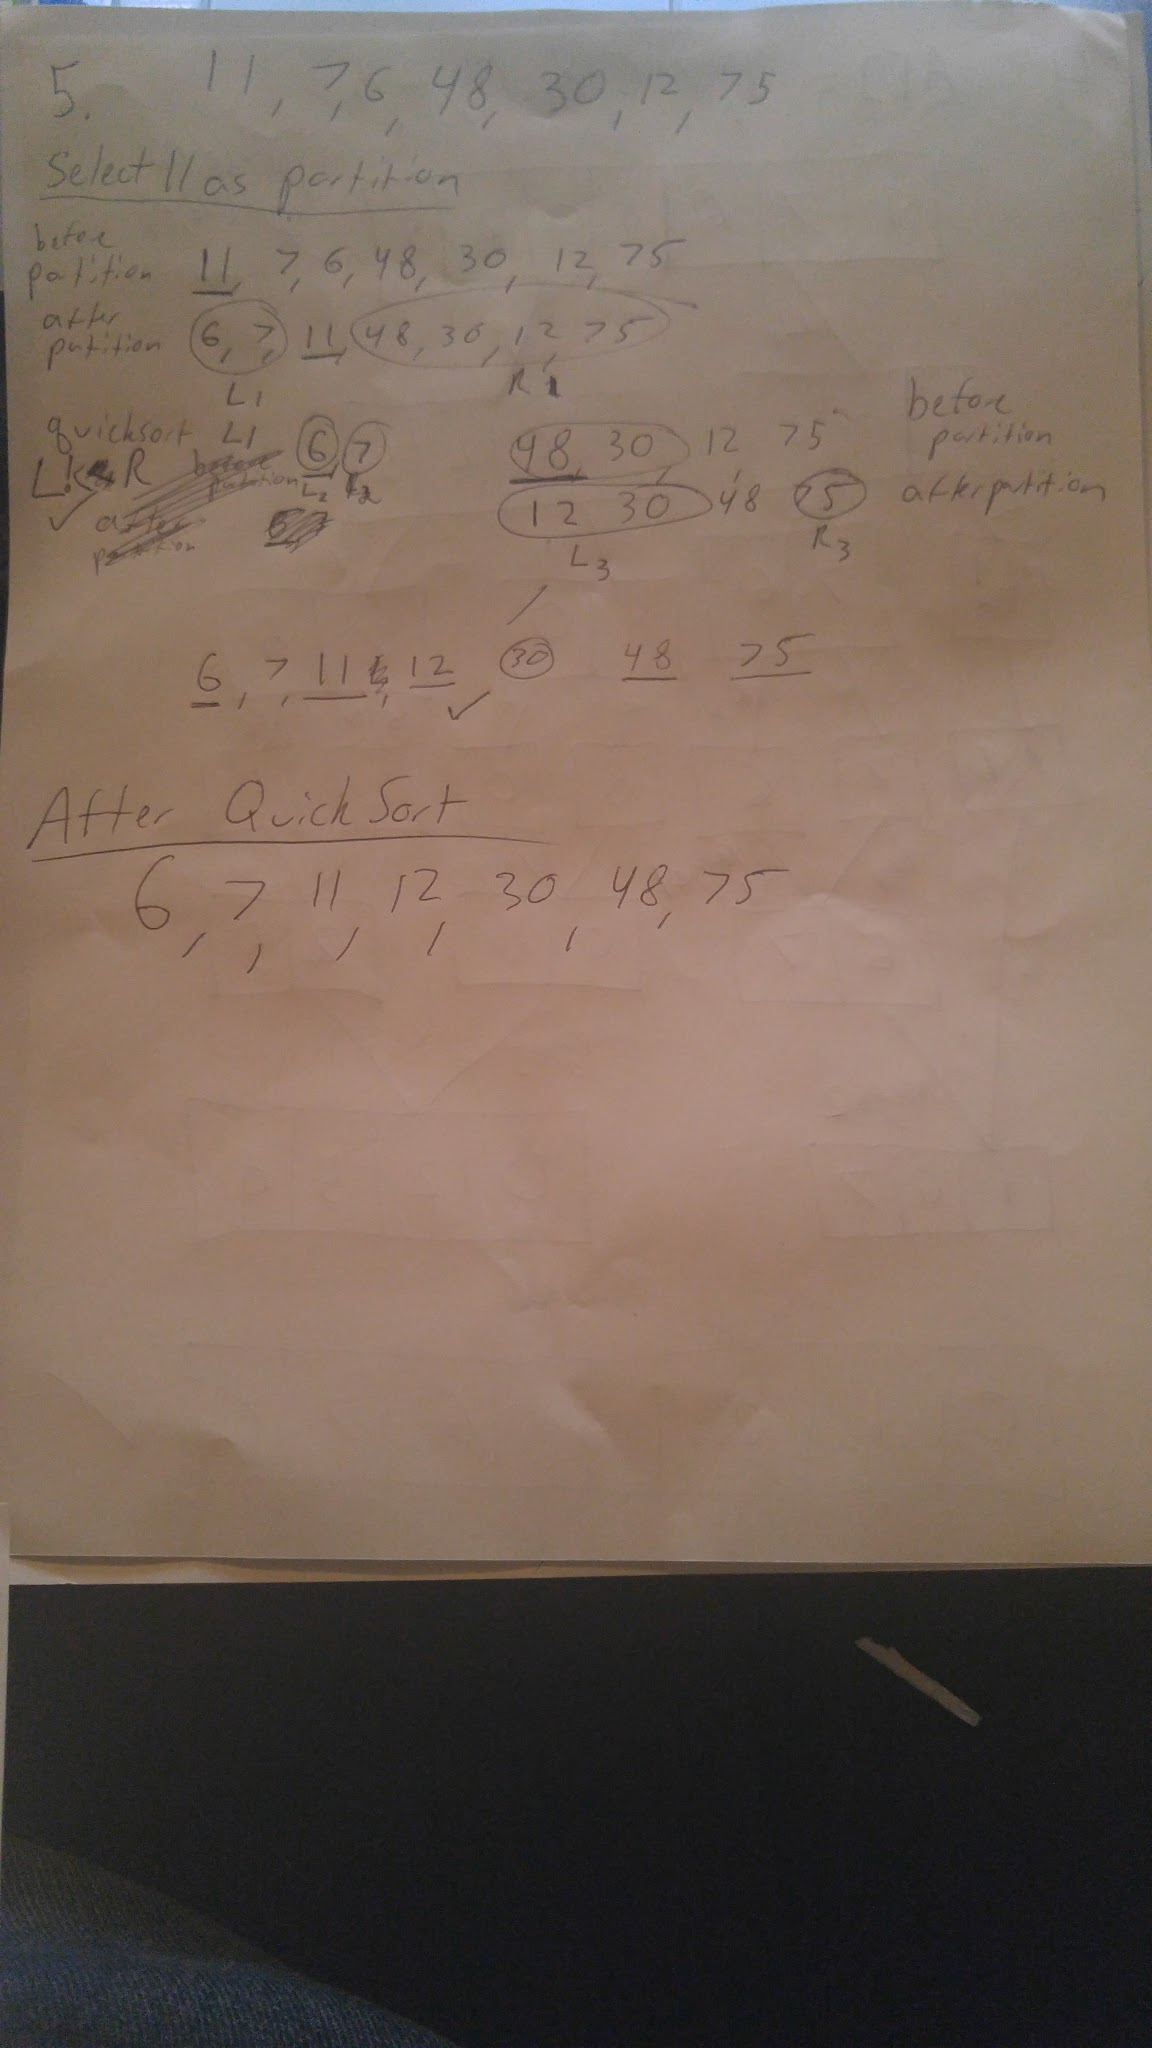 5. 11, 7, 6, 48, 30, 12, 75
Select 11 as partition
before
partition 11, 7, 6, 48, 30, 12, 75
after
partition 6, 7, 11, 48, 30, 12, 75
L1 R1
quicksort L1 6, 7 48, 30, 12, 75 before
partition
L2
12 30 48 75 after partition
L3 R3
6, 7, 11, 12 30 48 75
After QuickSort
6, 7, 11, 12, 30, 48, 75